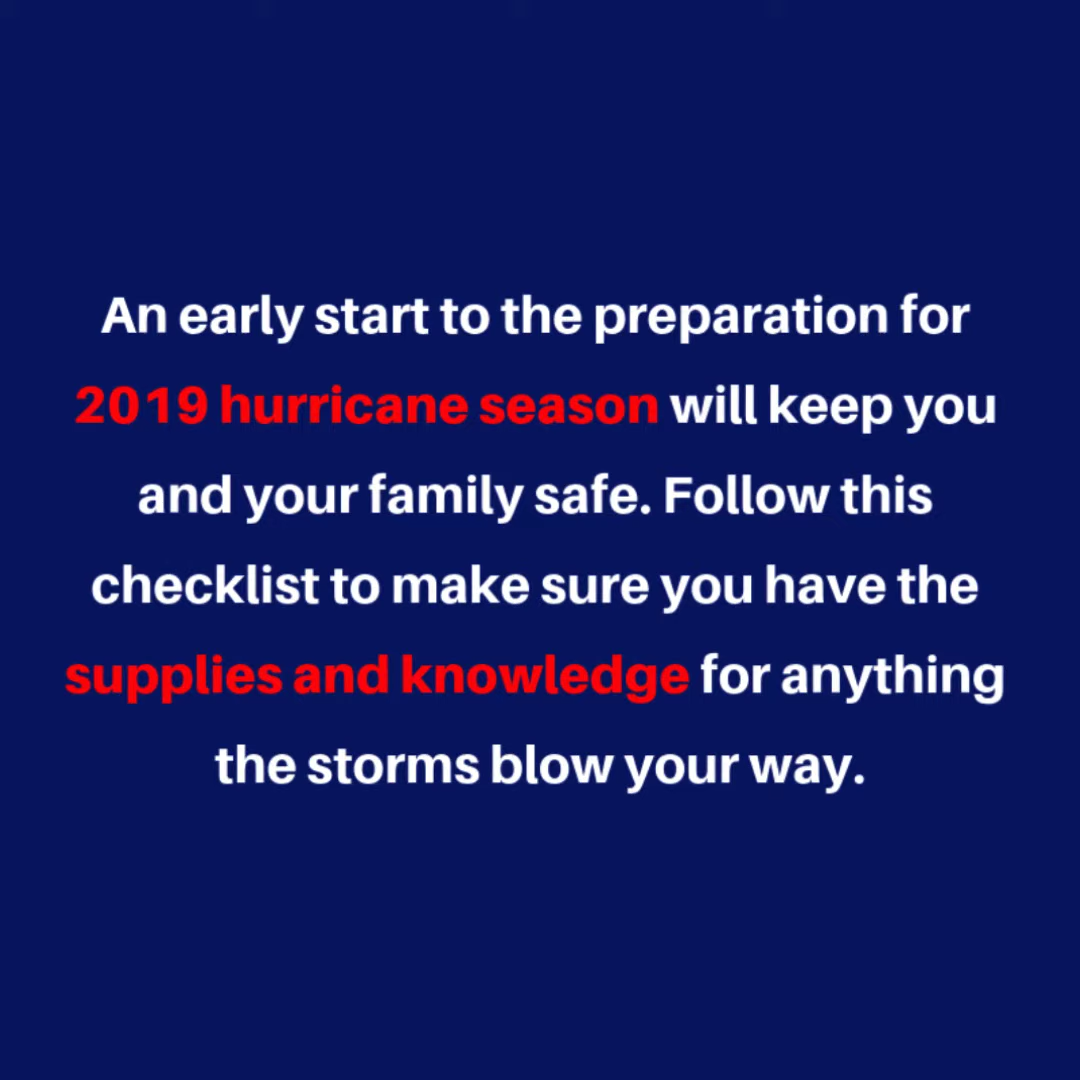 An early start to the preparation for
2019 hurricane season will keep you
and your family safe. Follow this
checklist to make sure you have the
supplies and knowledge for anything
the storms blow your way.